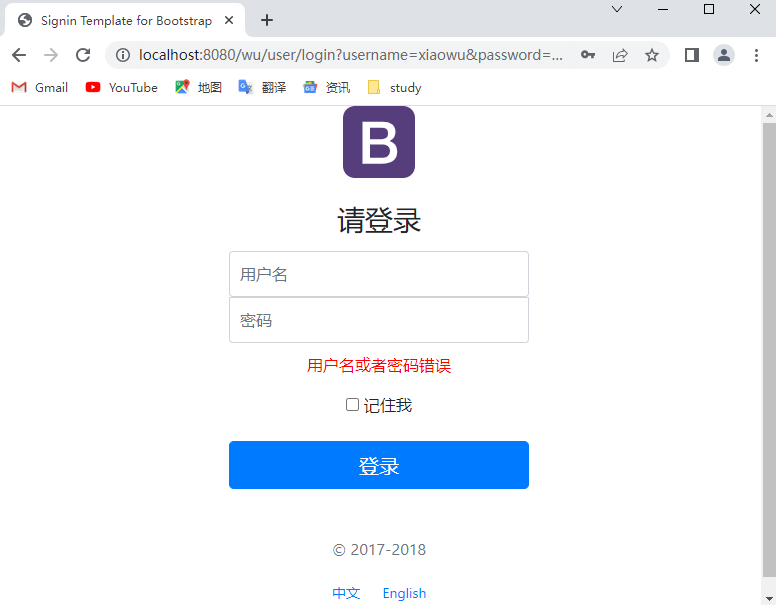 Signin Template for Bootstrap
localhost:8080/wu/user/login?username=xiaowu&password=...
Gmail YouTube 地图 翻译 资讯 study
B
请登录
用户名
密码
用户名或者密码错误
记住我
登录
© 2017-2018
中文 English